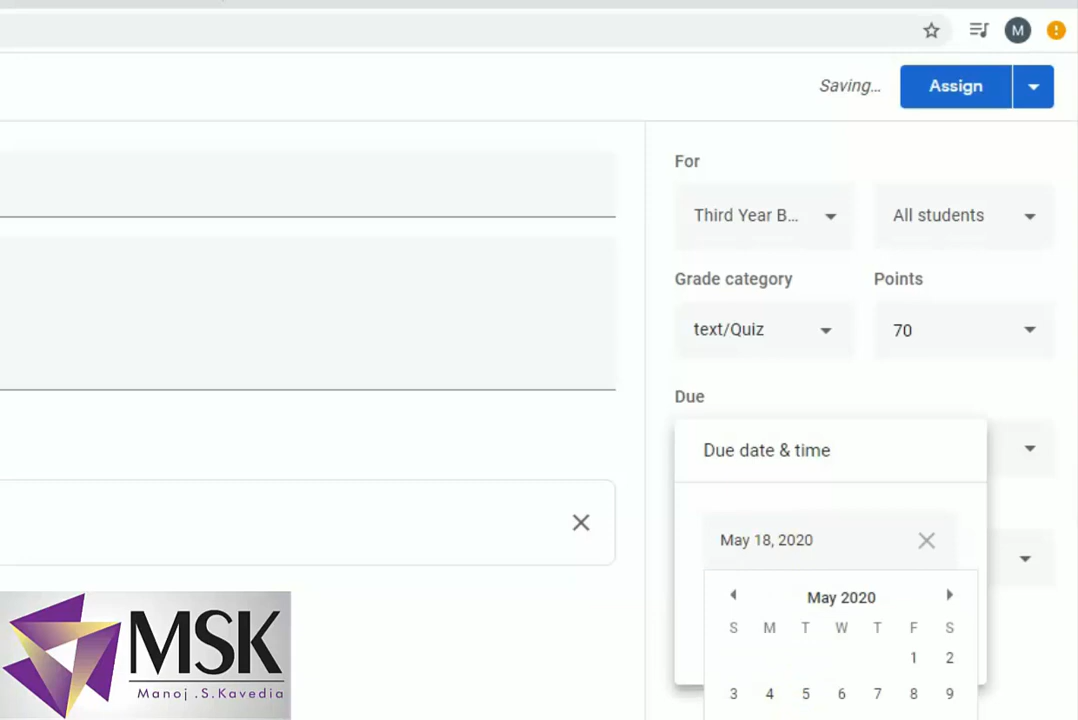 M
Saving...
Assign
For
Third Year B...
All students
Grade category
Points
text/Quiz
70
Due
Due date & time
May 18, 2020
May 2020
S M T W T F S
1 2
3 4 5 6 7 8 9
MSK
Manoj .S.Kavedia